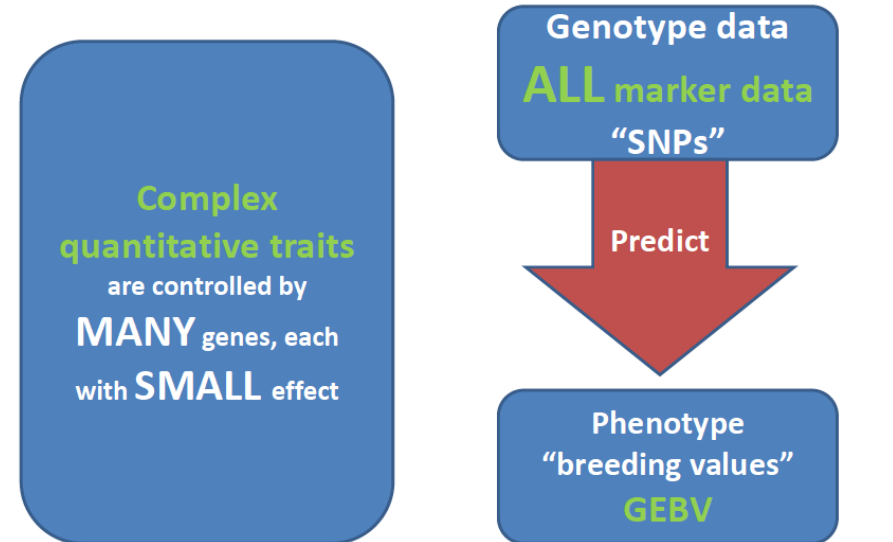 Complex
quantitative traits
are controlled by
MANY genes, each
with SMALL effect
Genotype data
ALL marker data
“SNPs”
Predict
Phenotype
“breeding values”
GEBV